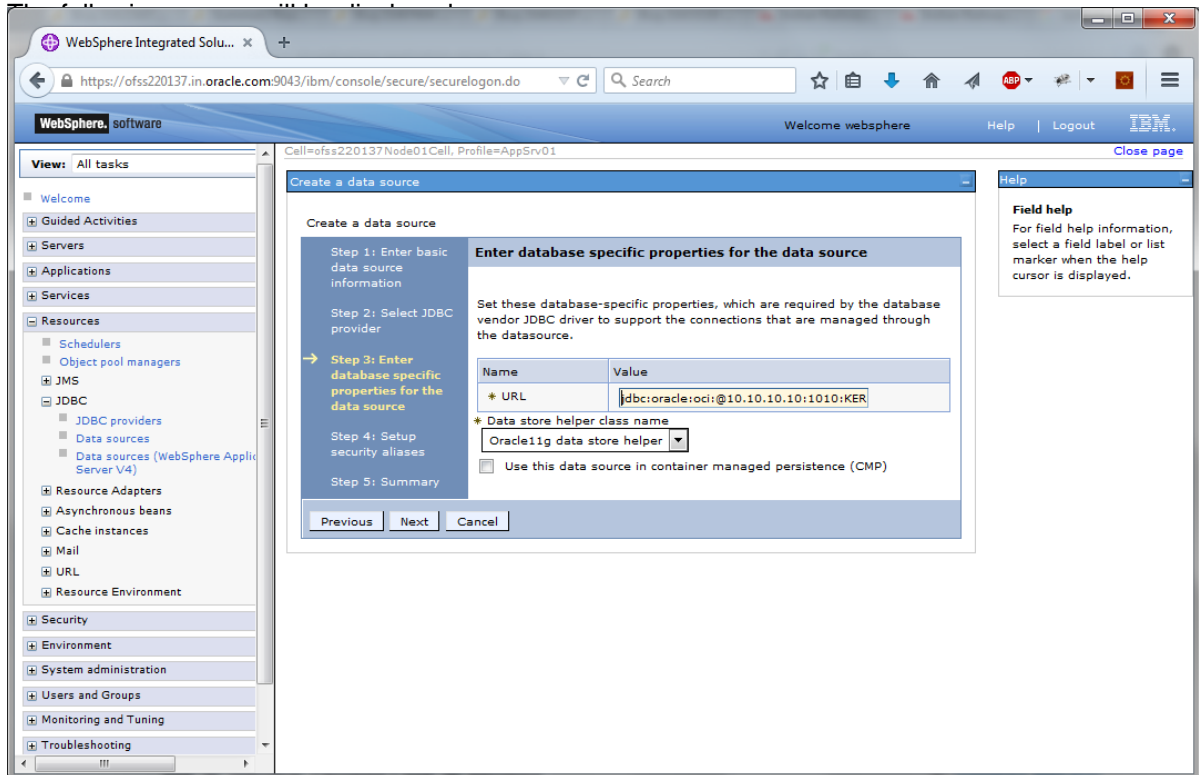 WebSphere Integrated Solu... ×
https://ofss220137.in.oracle.com:9043/ibm/console/secure/securelogon.do
Search
ABP
WebSphere. software
Welcome websphere
Help | Logout
IBM.
View: All tasks
Cell=ofss220137Node01Cell, Profile=AppSrv01
Close page
Welcome
Guided Activities
Servers
Applications
Services
Resources
Schedulers
Object pool managers
JMS
JDBC
JDBC providers
Data sources
Data sources (WebSphere Applic
Server V4)
Resource Adapters
Asynchronous beans
Cache instances
Mail
URL
Resource Environment
Security
Environment
System administration
Users and Groups
Monitoring and Tuning
Troubleshooting
Create a data source
Create a data source
Step 1: Enter basic
data source
information
Step 2: Select JDBC
provider
Step 3: Enter
database specific
properties for the
data source
Step 4: Setup
security aliases
Step 5: Summary
Enter database specific properties for the data source
Set these database-specific properties, which are required by the database
vendor JDBC driver to support the connections that are managed through
the datasource.
Name Value
* URL jdbc:oracle:oci:@10.10.10.10:1010:KER
* Data store helper class name
Oracle11g data store helper
Use this data source in container managed persistence (CMP)
Previous Next Cancel
Help
Field help
For field help information,
select a field label or list
marker when the help
cursor is displayed.